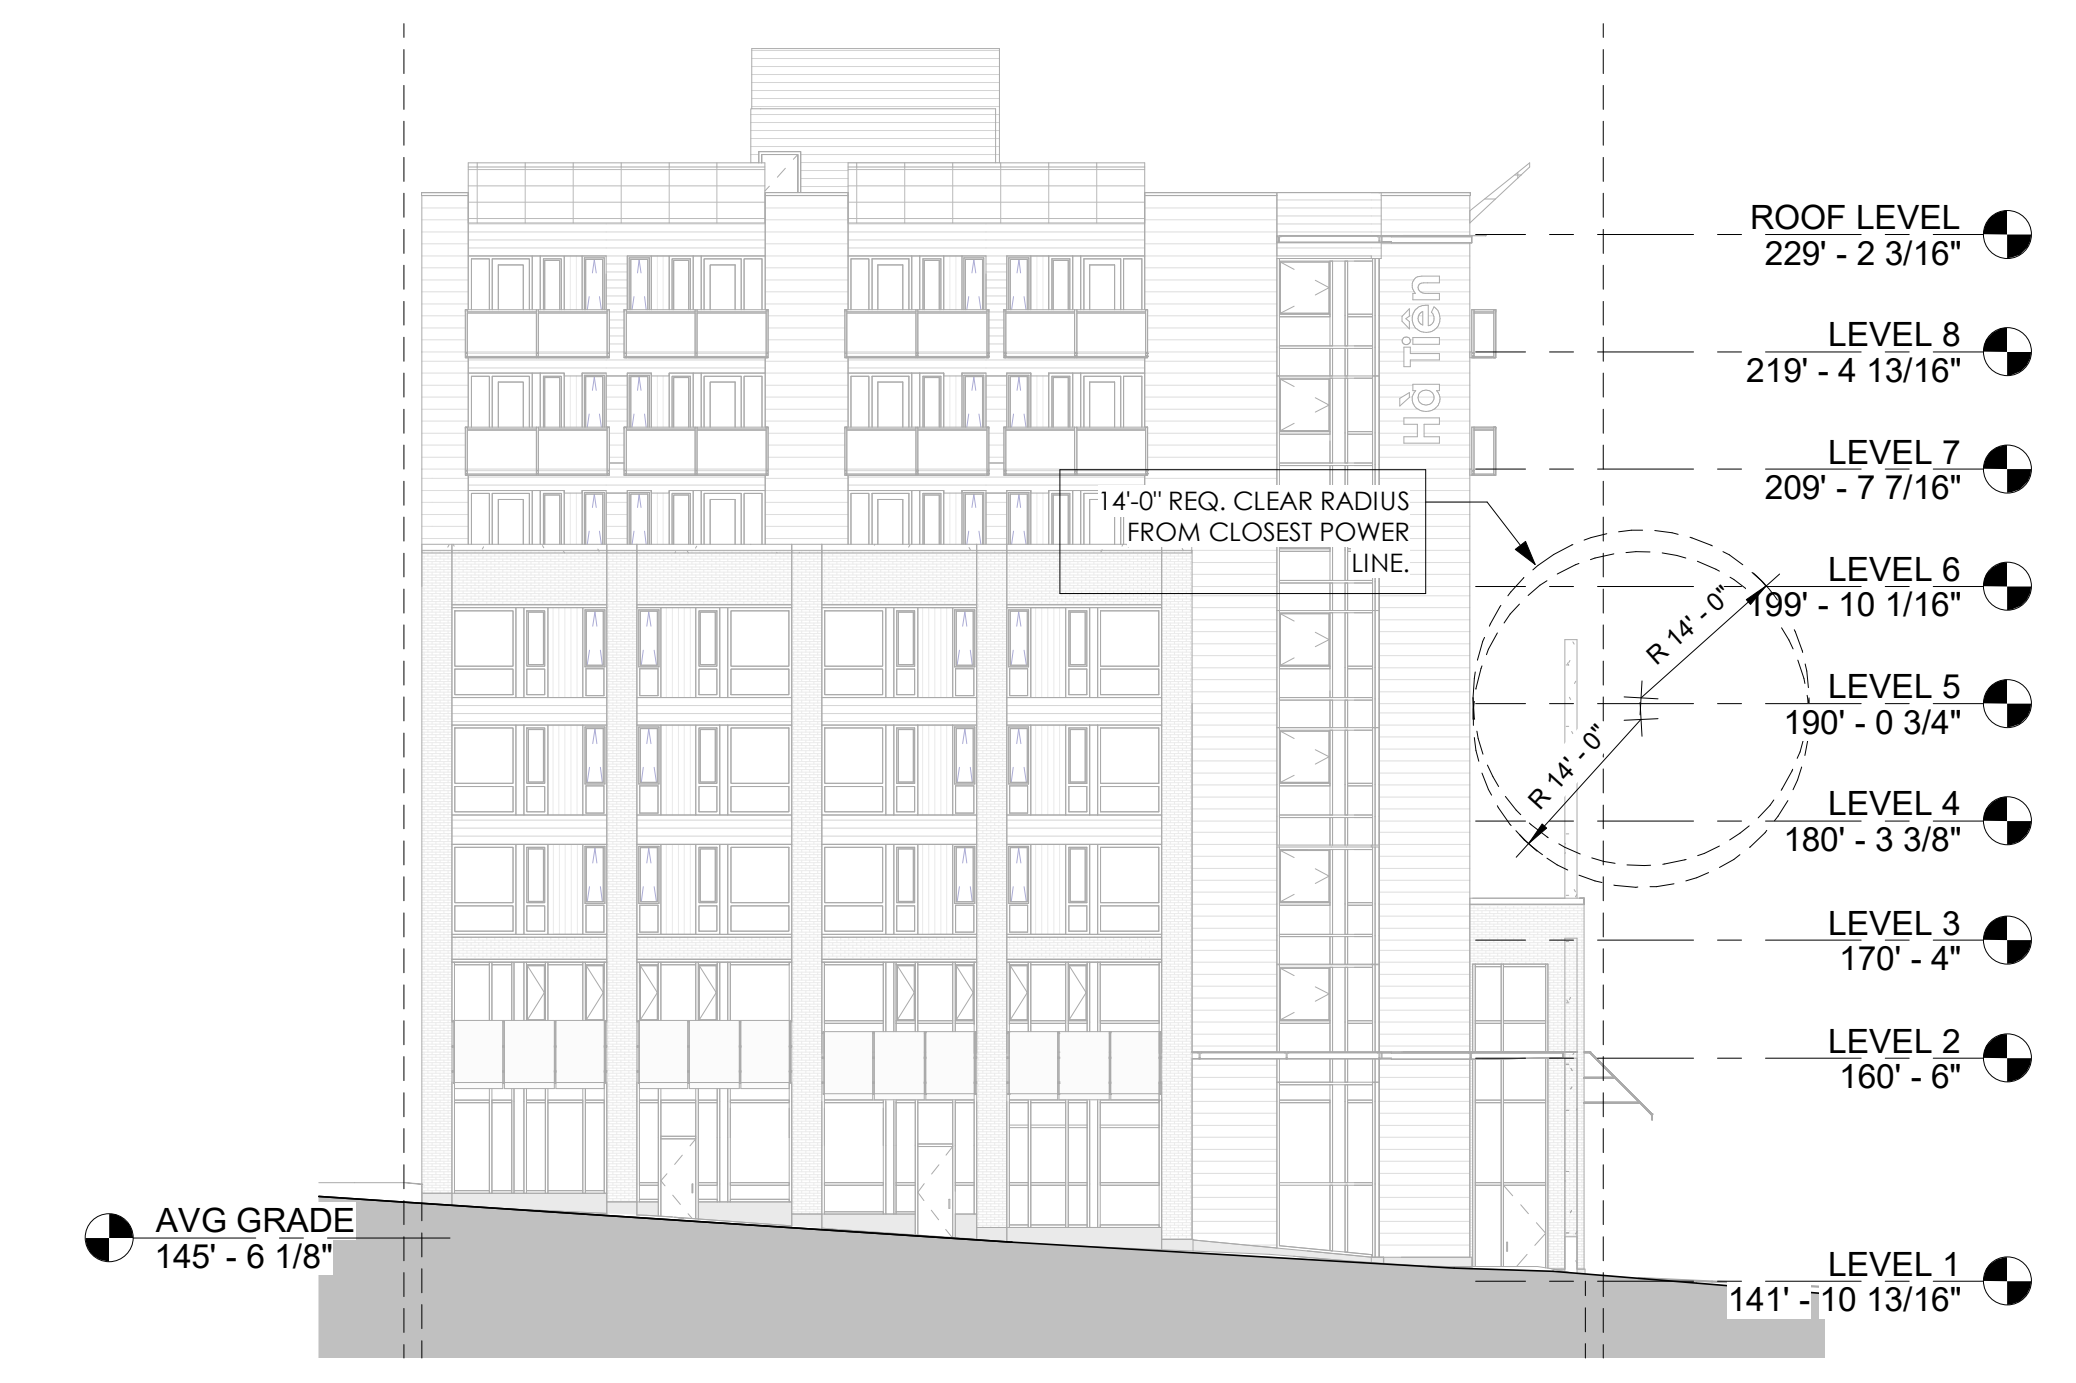 ROOF LEVEL
229' - 2 3/16"
LEVEL 8
219' - 4 13/16"
Hà Tiên
LEVEL 7
209' - 7 7/16"
14'-0" REQ. CLEAR RADIUS
FROM CLOSEST POWER
LINE.
LEVEL 6
199' - 10 1/16"
R 14' - 0"
LEVEL 5
190' - 0 3/4"
R 14' - 0"
LEVEL 4
180' - 3 3/8"
LEVEL 3
170' - 4"
LEVEL 2
160' - 6"
AVG GRADE
145' - 6 1/8"
LEVEL 1
141' - 10 13/16"